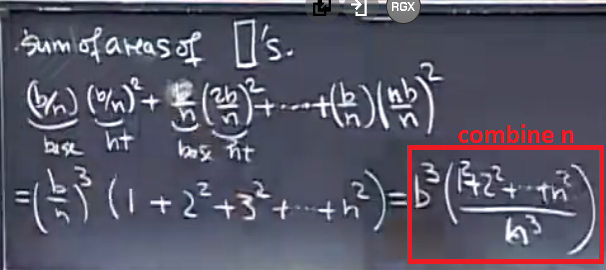 RGX
Sum of areas of ▯'s.
(b/n) (b/n)² + b/n (2b/n)² + ··· + (b/n) (nb/n)²
base ht base ht
combine n
= (b/n)³ (1 + 2² + 3² + ··· + n²) = b³ ((1²+2²+···+n²)/n³)